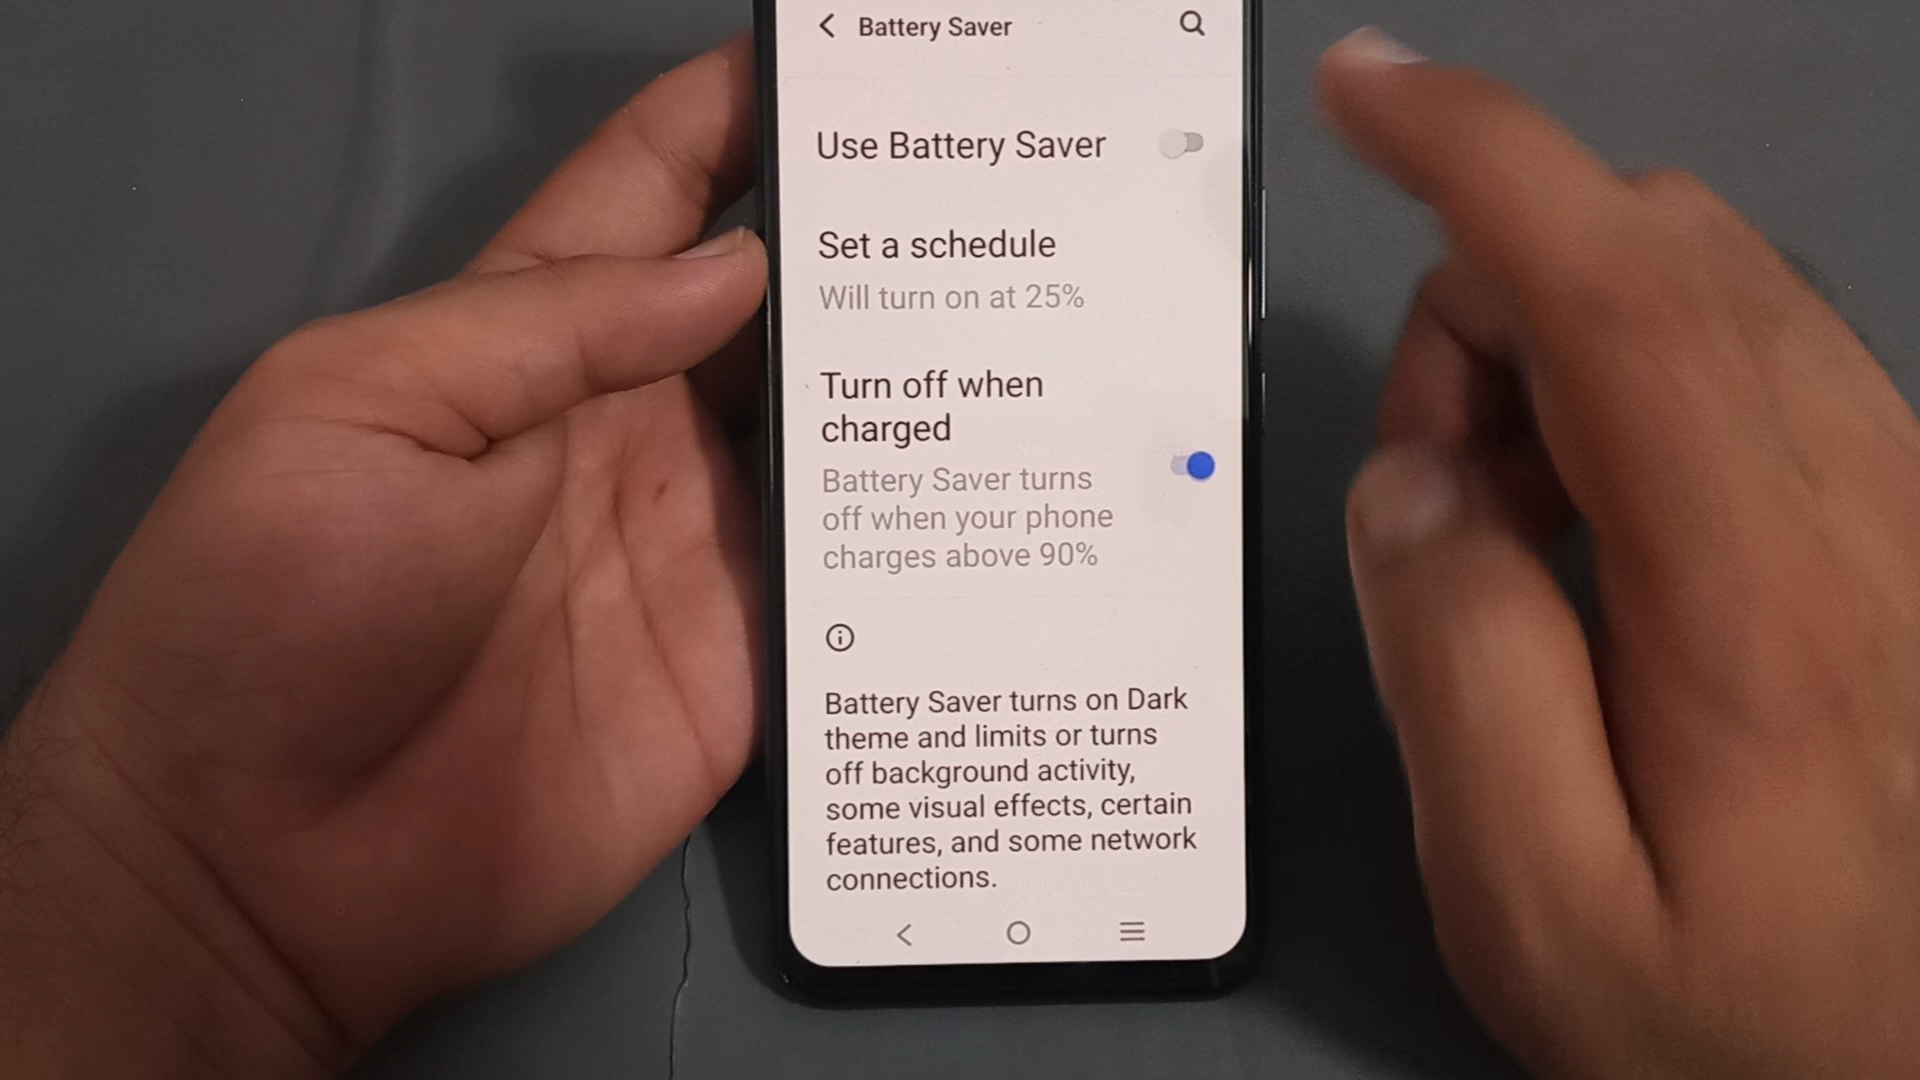 Battery Saver
Use Battery Saver
Set a schedule
Will turn on at 25%
Turn off when
charged
Battery Saver turns
off when your phone
charges above 90%
Battery Saver turns on Dark
theme and limits or turns
off background activity,
some visual effects, certain
features, and some network
connections.